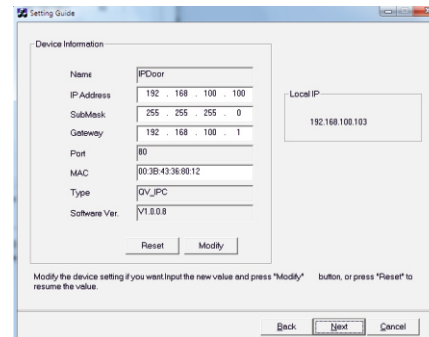 Setting Guide
Device Information
Name IPDoor
IP Address 192 . 168 . 100 . 100
SubMask 255 . 255 . 255 . 0
Gateway 192 . 168 . 100 . 1
Port 80
MAC 00:3B:43:36:80:12
Type QV_IPC
Software Ver. V1.0.0.8
Reset Modify
Local IP
192.168.100.103
Modify the device setting if you want.Input the new value and press "Modify" button, or press "Reset" to
resume the value.
Back Next Cancel